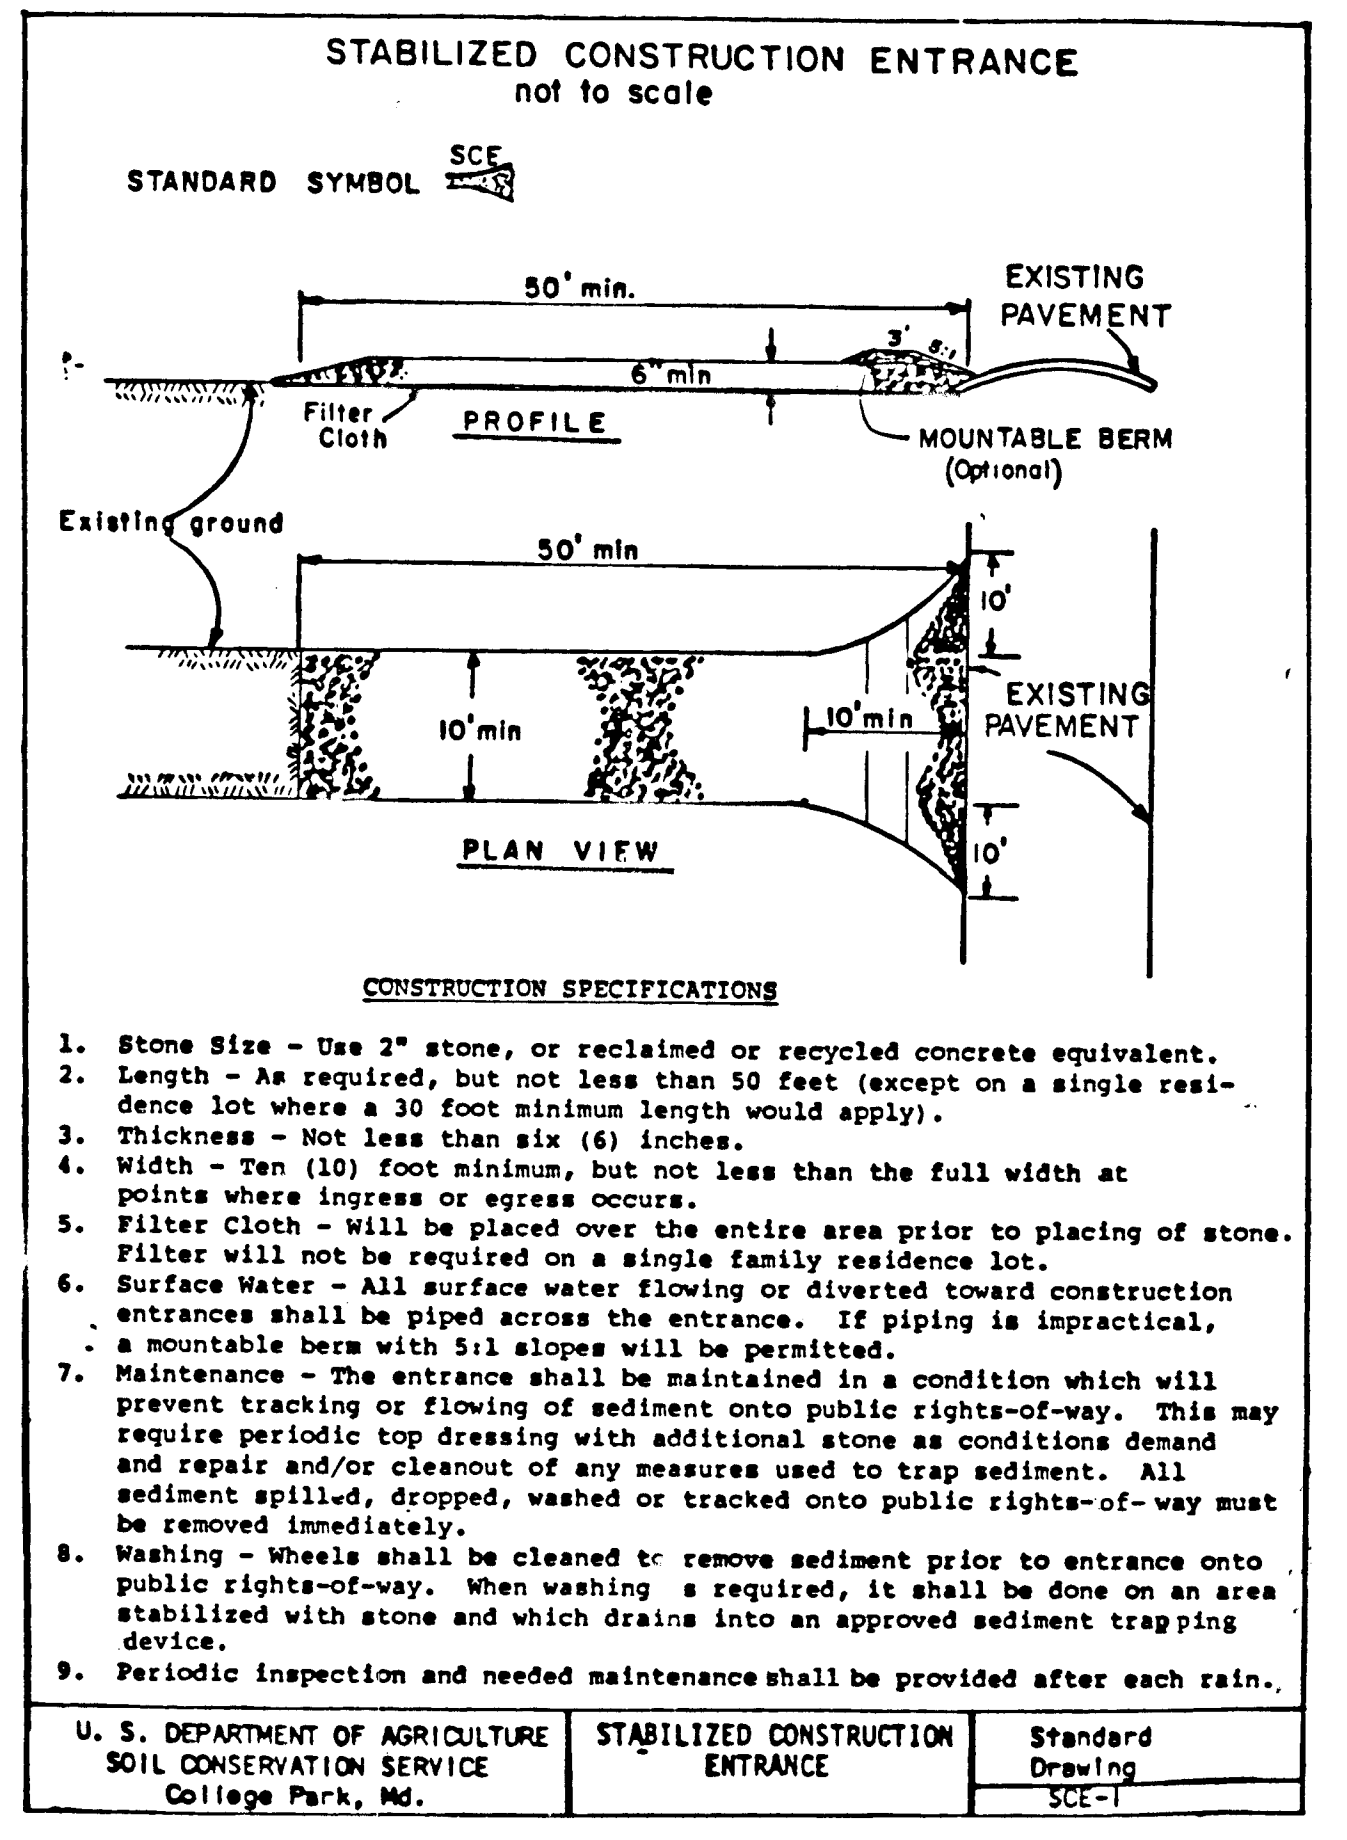 STABILIZED CONSTRUCTION ENTRANCE
not to scale
SCE
STANDARD SYMBOL
50' min.
EXISTING
PAVEMENT
3'
5:1
6" min
Filter
Cloth
PROFILE
MOUNTABLE BERM
(Optional)
Existing ground
50' min
10'
10' min
10' min
EXISTING
PAVEMENT
10'
PLAN VIEW
CONSTRUCTION SPECIFICATIONS
1. Stone Size - Use 2" stone, or reclaimed or recycled concrete equivalent.
2. Length - As required, but not less than 50 feet (except on a single resi-
dence lot where a 30 foot minimum length would apply).
3. Thickness - Not less than six (6) inches.
4. Width - Ten (10) foot minimum, but not less than the full width at
points where ingress or egress occurs.
5. Filter Cloth - Will be placed over the entire area prior to placing of stone.
Filter will not be required on a single family residence lot.
6. Surface Water - All surface water flowing or diverted toward construction
entrances shall be piped across the entrance. If piping is impractical,
a mountable berm with 5:1 slopes will be permitted.
7. Maintenance - The entrance shall be maintained in a condition which will
prevent tracking or flowing of sediment onto public rights-of-way. This may
require periodic top dressing with additional stone as conditions demand
and repair and/or cleanout of any measures used to trap sediment. All
sediment spilled, dropped, washed or tracked onto public rights-of-way must
be removed immediately.
8. Washing - Wheels shall be cleaned to remove sediment prior to entrance onto
public rights-of-way. When washing s required, it shall be done on an area
stabilized with stone and which drains into an approved sediment trapping
device.
9. Periodic inspection and needed maintenance shall be provided after each rain.
U. S. DEPARTMENT OF AGRICULTURE
SOIL CONSERVATION SERVICE
College Park, Md.
STABILIZED CONSTRUCTION
ENTRANCE
Standard
Drawing
SCE-1